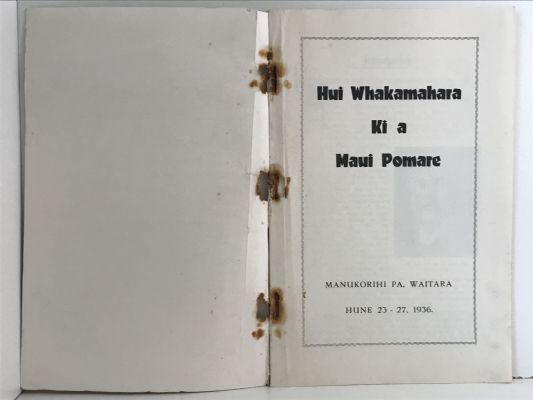 Hui Whakamahara
Ki a
Maui Pomare
MANUKORIHI PA, WAITARA
HUNE 23 - 27, 1936.